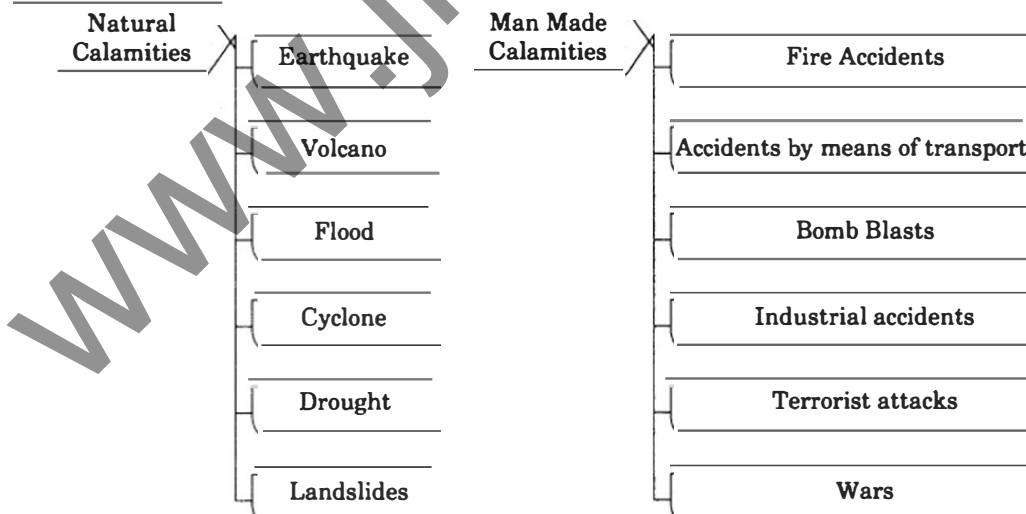 Natural
Calamities
Earthquake
Volcano
Flood
Cyclone
Drought
Landslides
Man Made
Calamities
Fire Accidents
Accidents by means of transport
Bomb Blasts
Industrial accidents
Terrorist attacks
Wars
www.j